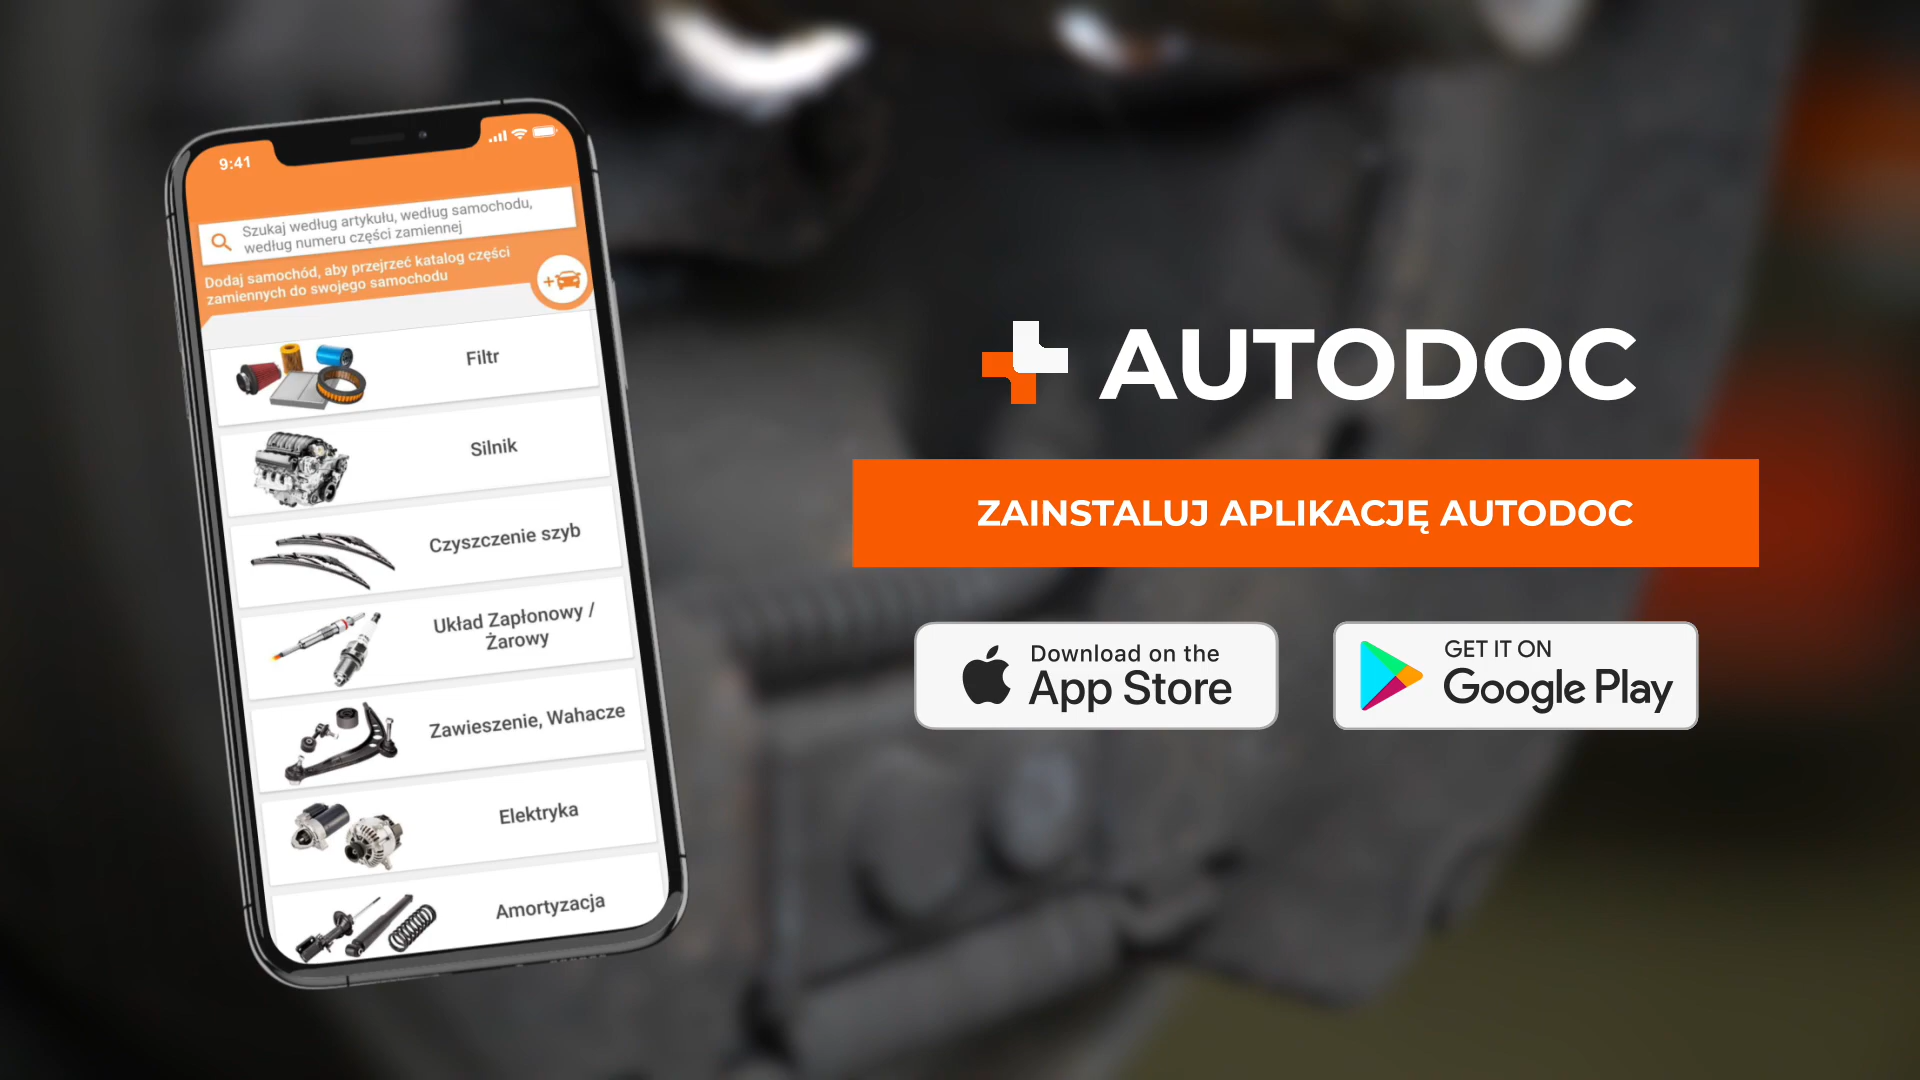 9:41
Szukaj według artykułu, według samochodu,
według numeru części zamiennej
Dodaj samochód, aby przejrzeć katalog części
zamiennych do swojego samochodu
Filtr
Silnik
Czyszczenie szyb
Układ Zapłonowy /
Żarowy
Zawieszenie, Wahacze
Elektryka
Amortyzacja
AUTODOC
ZAINSTALUJ APLIKACJĘ AUTODOC
Download on the
App Store
GET IT ON
Google Play